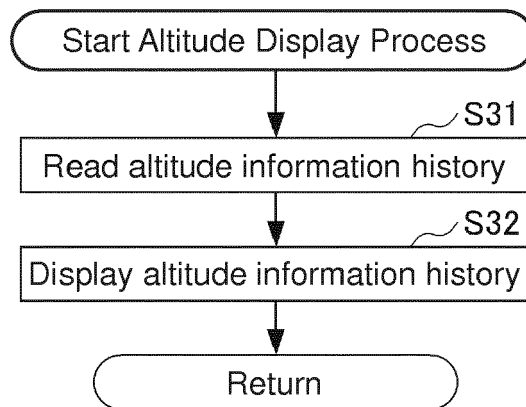 Start Altitude Display Process
S31
Read altitude information history
S32
Display altitude information history
Return